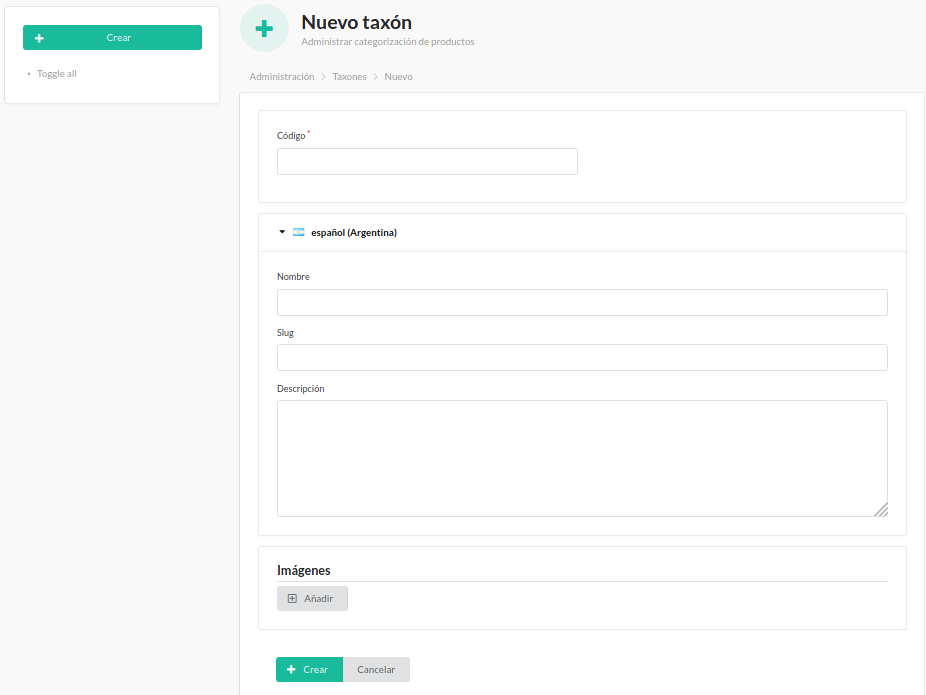 Crear
Toggle all
Nuevo taxón
Administrar categorización de productos
Administración > Taxones > Nuevo
Código *
español (Argentina)
Nombre
Slug
Descripción
Imágenes
Añadir
Crear Cancelar